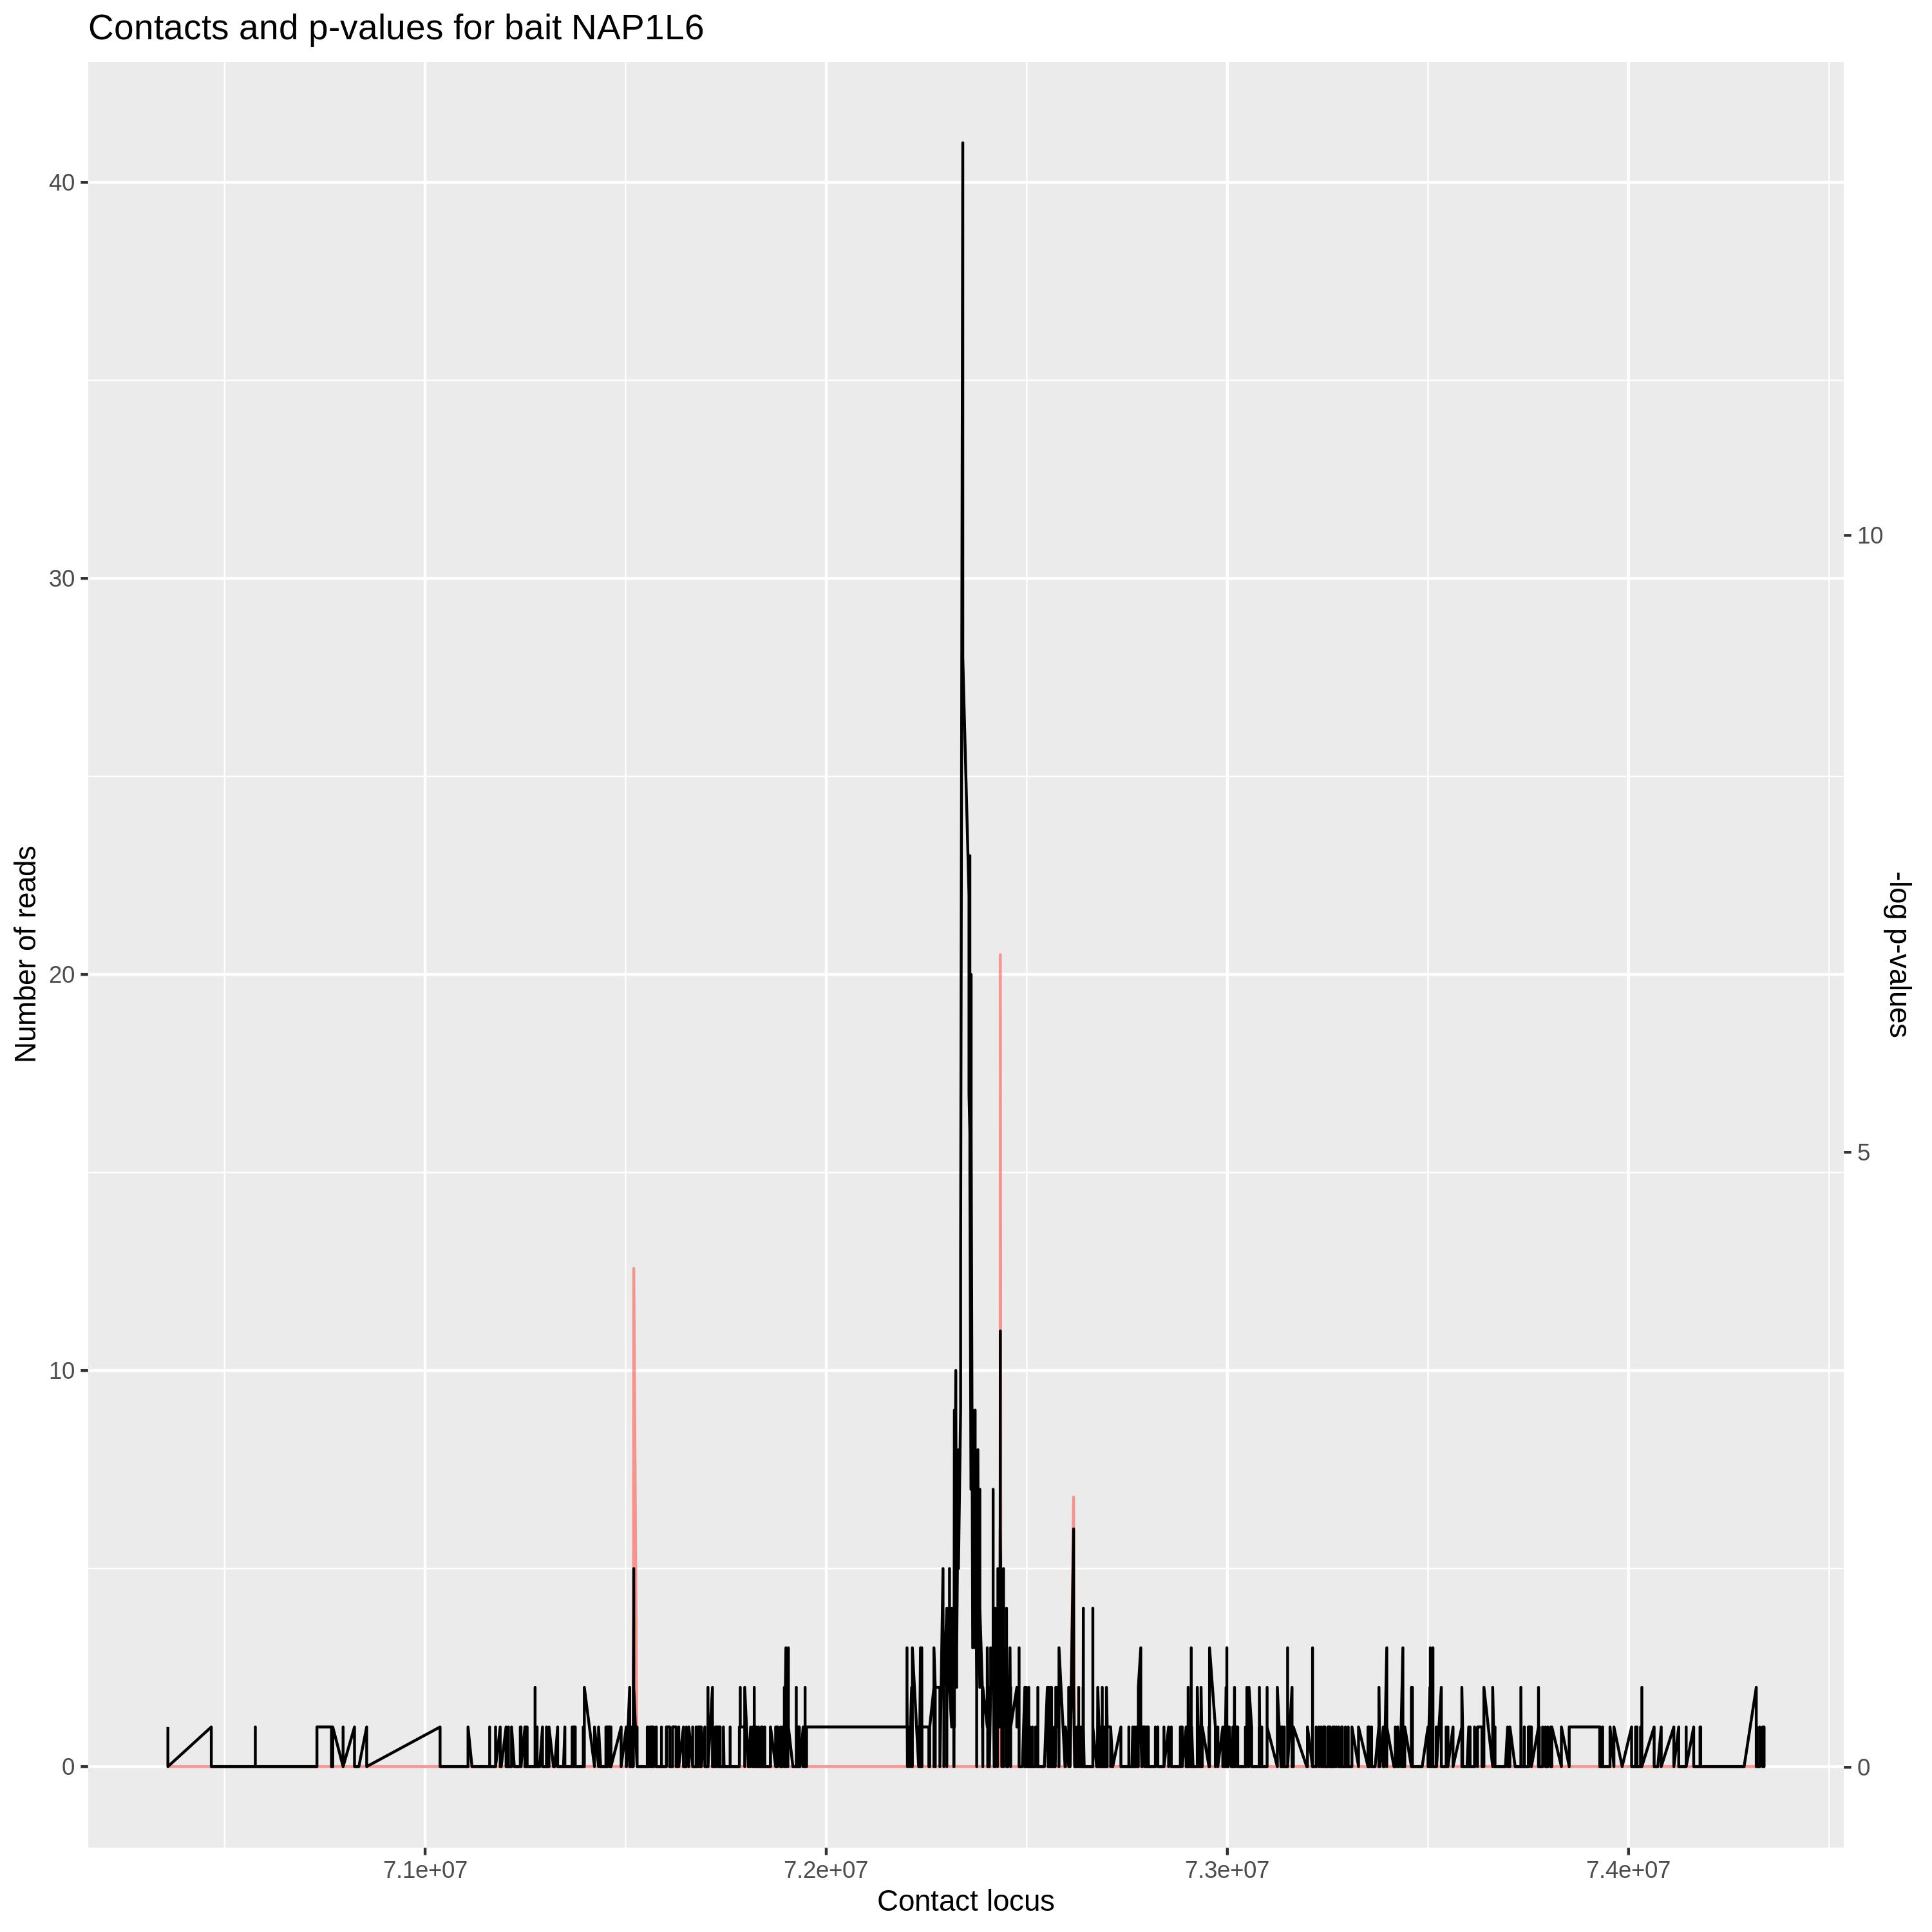 Contacts and p-values for bait NAP1L6
40
30
20
10
0
Number of reads
10
5
0
-log p-values
7.1e+07 7.2e+07 7.3e+07 7.4e+07
Contact locus